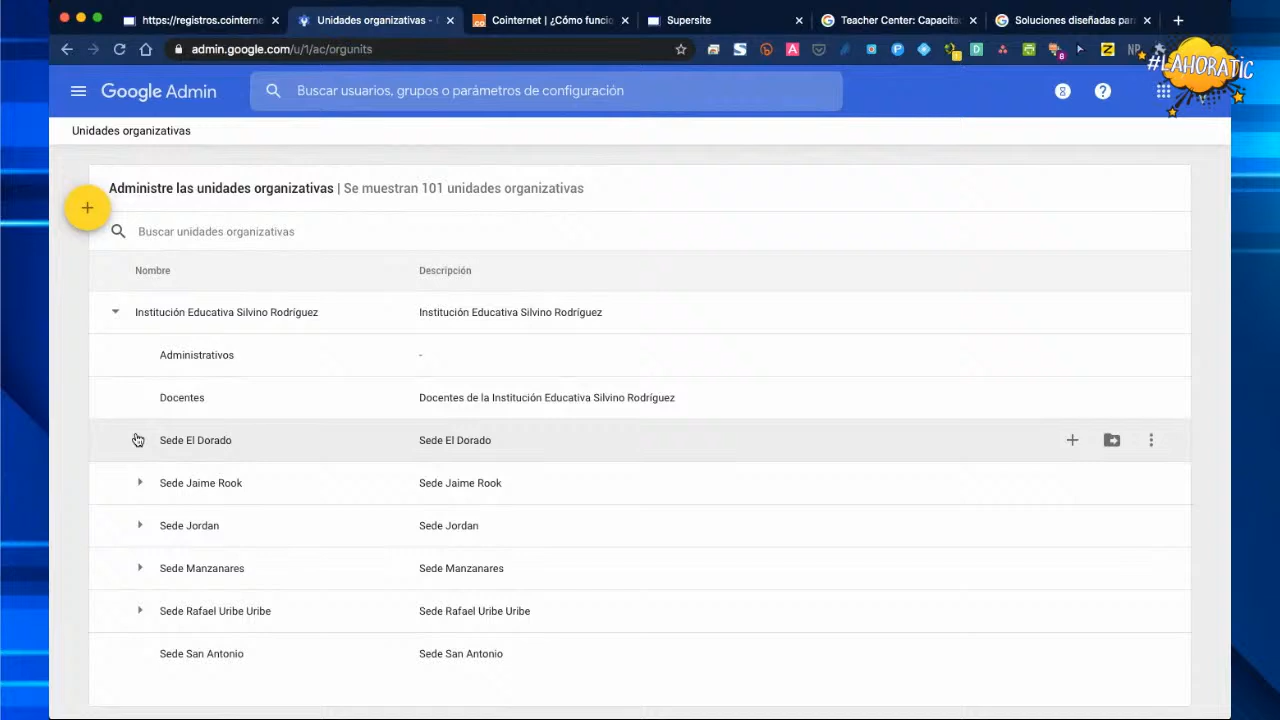 https://registros.cointerne
Unidades organizativas - (
Cointernet | ¿Cómo funcio
Supersite
Teacher Center: Capacitac
Soluciones diseñadas para
admin.google.com/u/1/ac/orgunits
#LAHORATIC
Google Admin
Buscar usuarios, grupos o parámetros de configuración
Unidades organizativas
Administre las unidades organizativas | Se muestran 101 unidades organizativas
Buscar unidades organizativas
Nombre Descripción
Institución Educativa Silvino Rodríguez Institución Educativa Silvino Rodríguez
Administrativos -
Docentes Docentes de la Institución Educativa Silvino Rodríguez
Sede El Dorado Sede El Dorado
Sede Jaime Rook Sede Jaime Rook
Sede Jordan Sede Jordan
Sede Manzanares Sede Manzanares
Sede Rafael Uribe Uribe Sede Rafael Uribe Uribe
Sede San Antonio Sede San Antonio